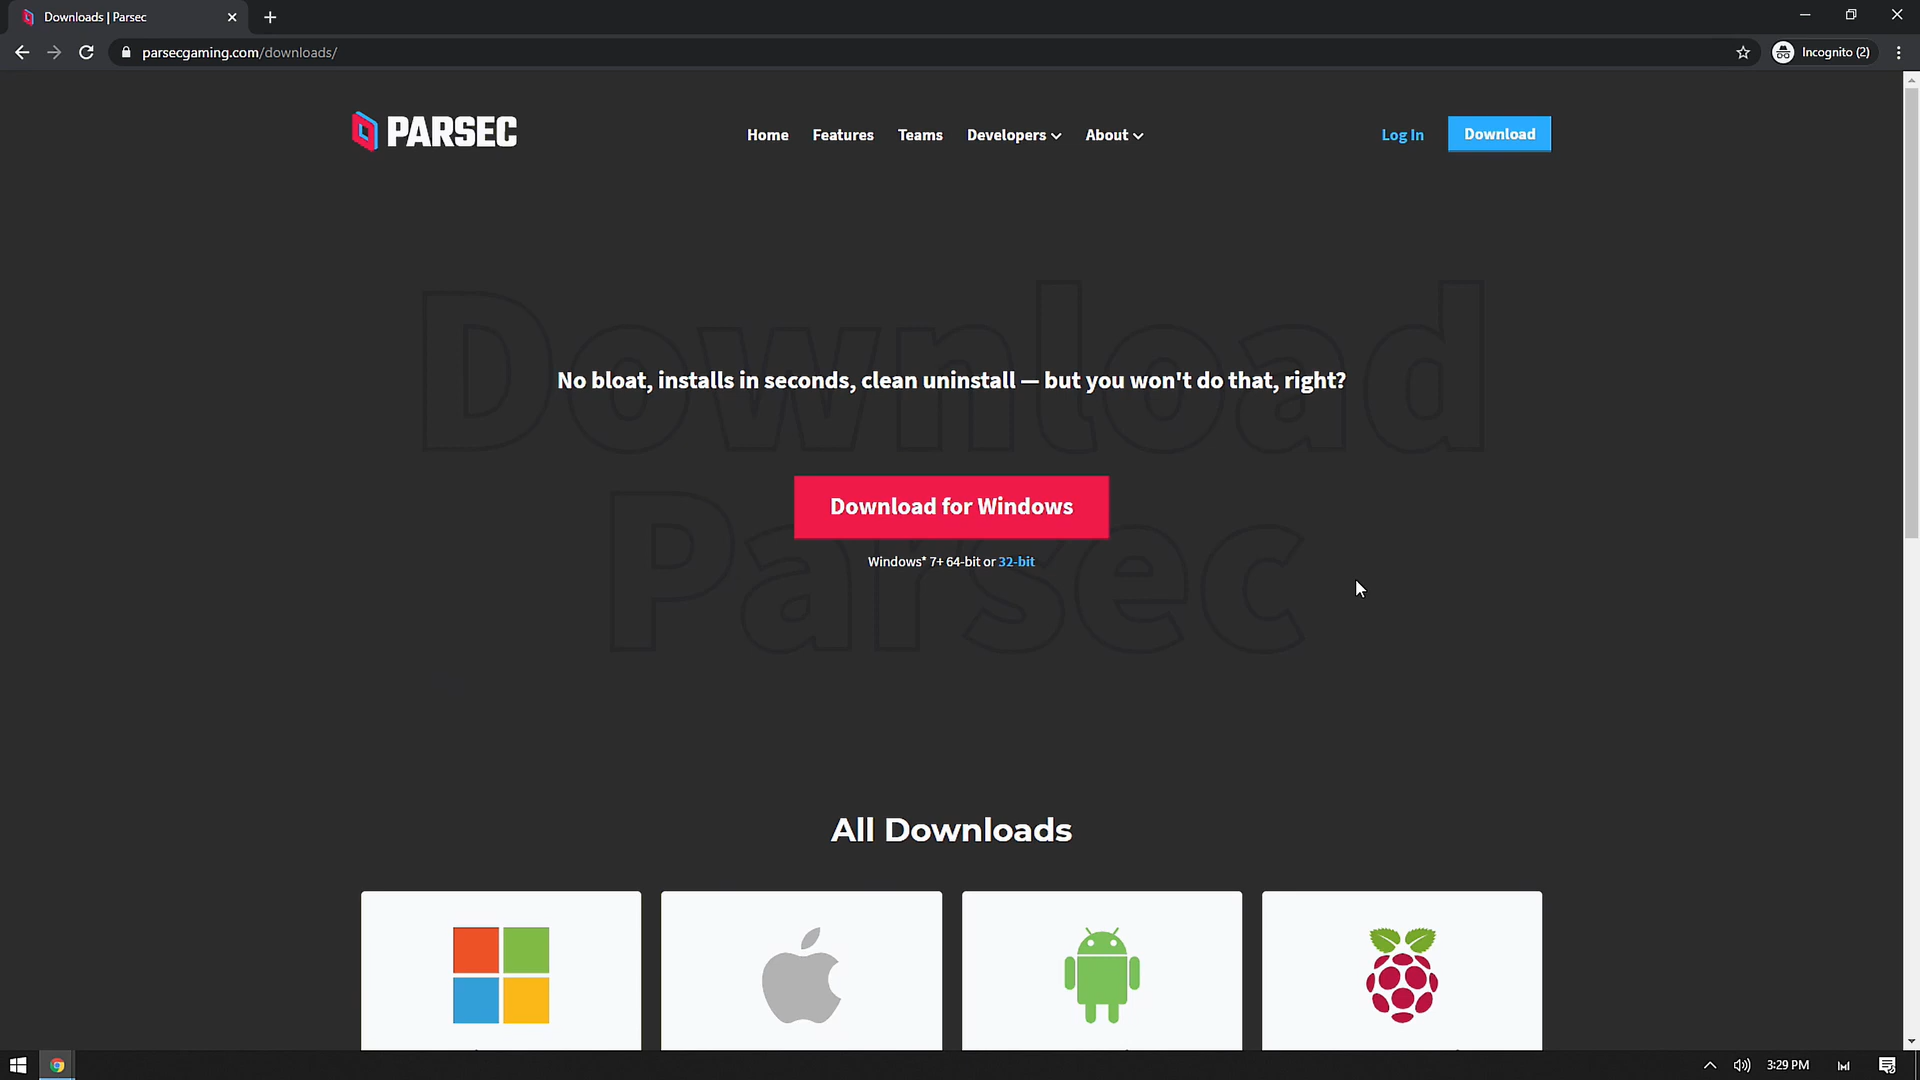 Downloads | Parsec
parsecgaming.com/downloads/
Incognito (2)
PARSEC
Home Features Teams Developers About
Log In Download
Download
No bloat, installs in seconds, clean uninstall — but you won't do that, right?
Parsec
Download for Windows
Windows* 7+ 64-bit or 32-bit
All Downloads
3:29 PM